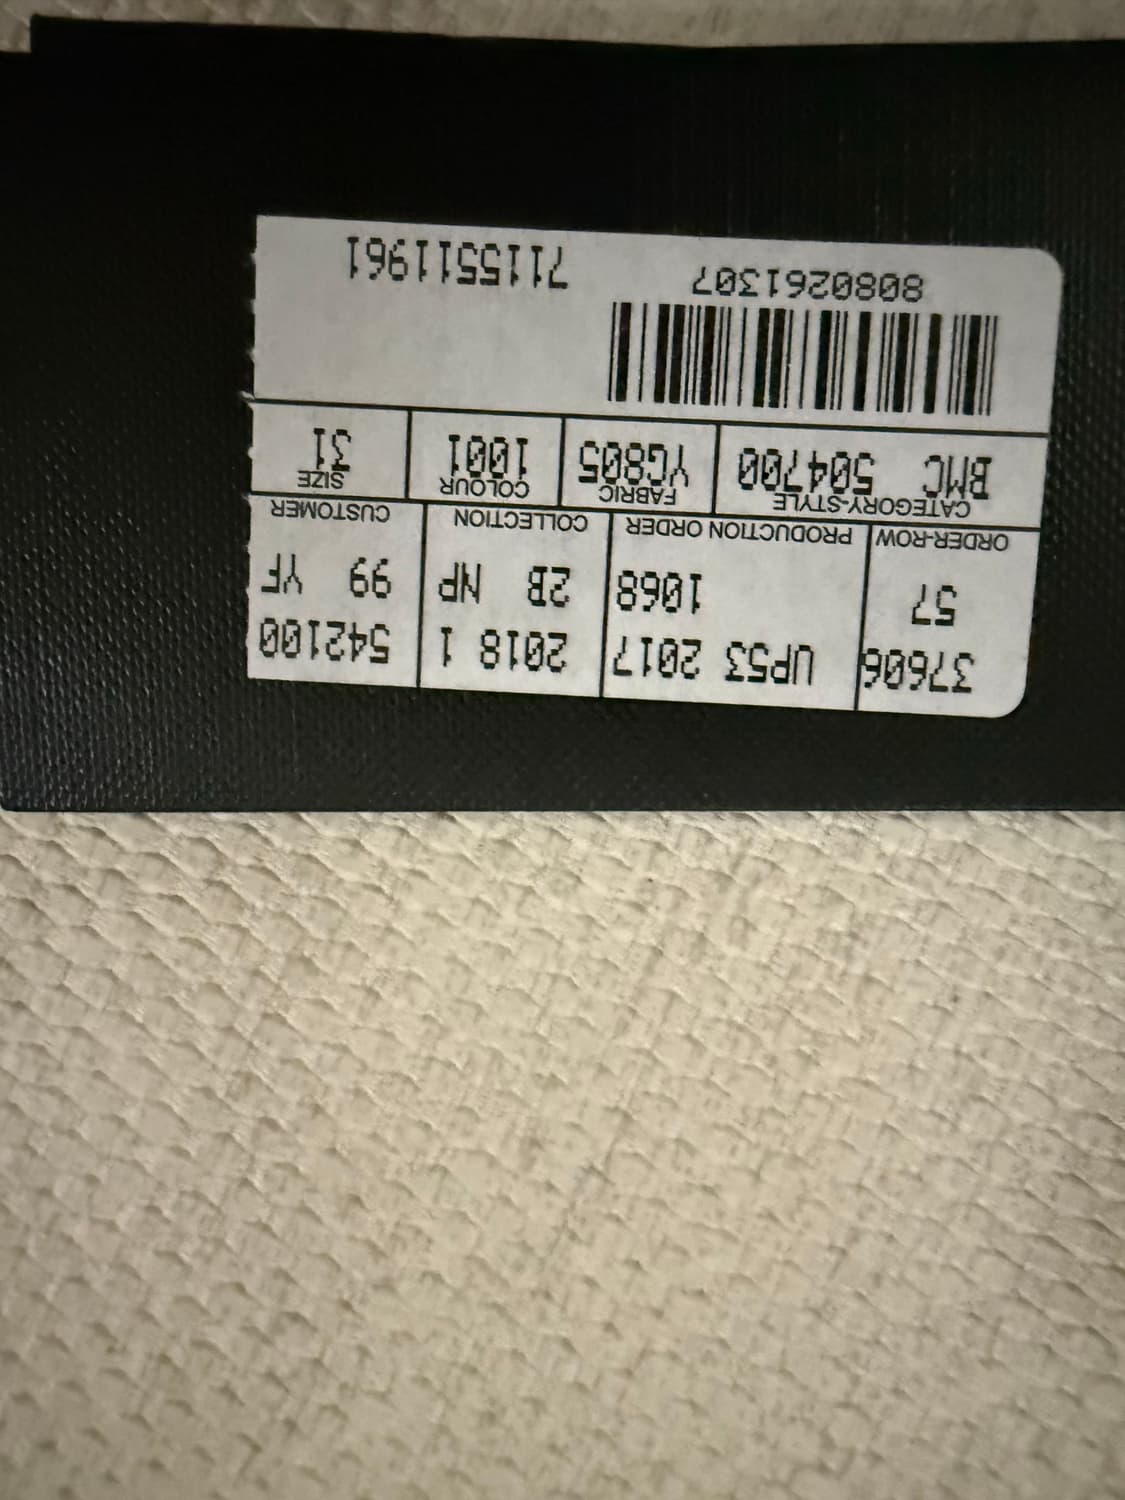 37606 UP53 2017 2018 1 542100
57 1068 2B NP 99 YF
ORDER-ROW PRODUCTION ORDER COLLECTION CUSTOMER
CATEGORY-STYLE FABRIC COLOUR SIZE
BMC 504700 YG805 1001 31
8080261307 7115511961